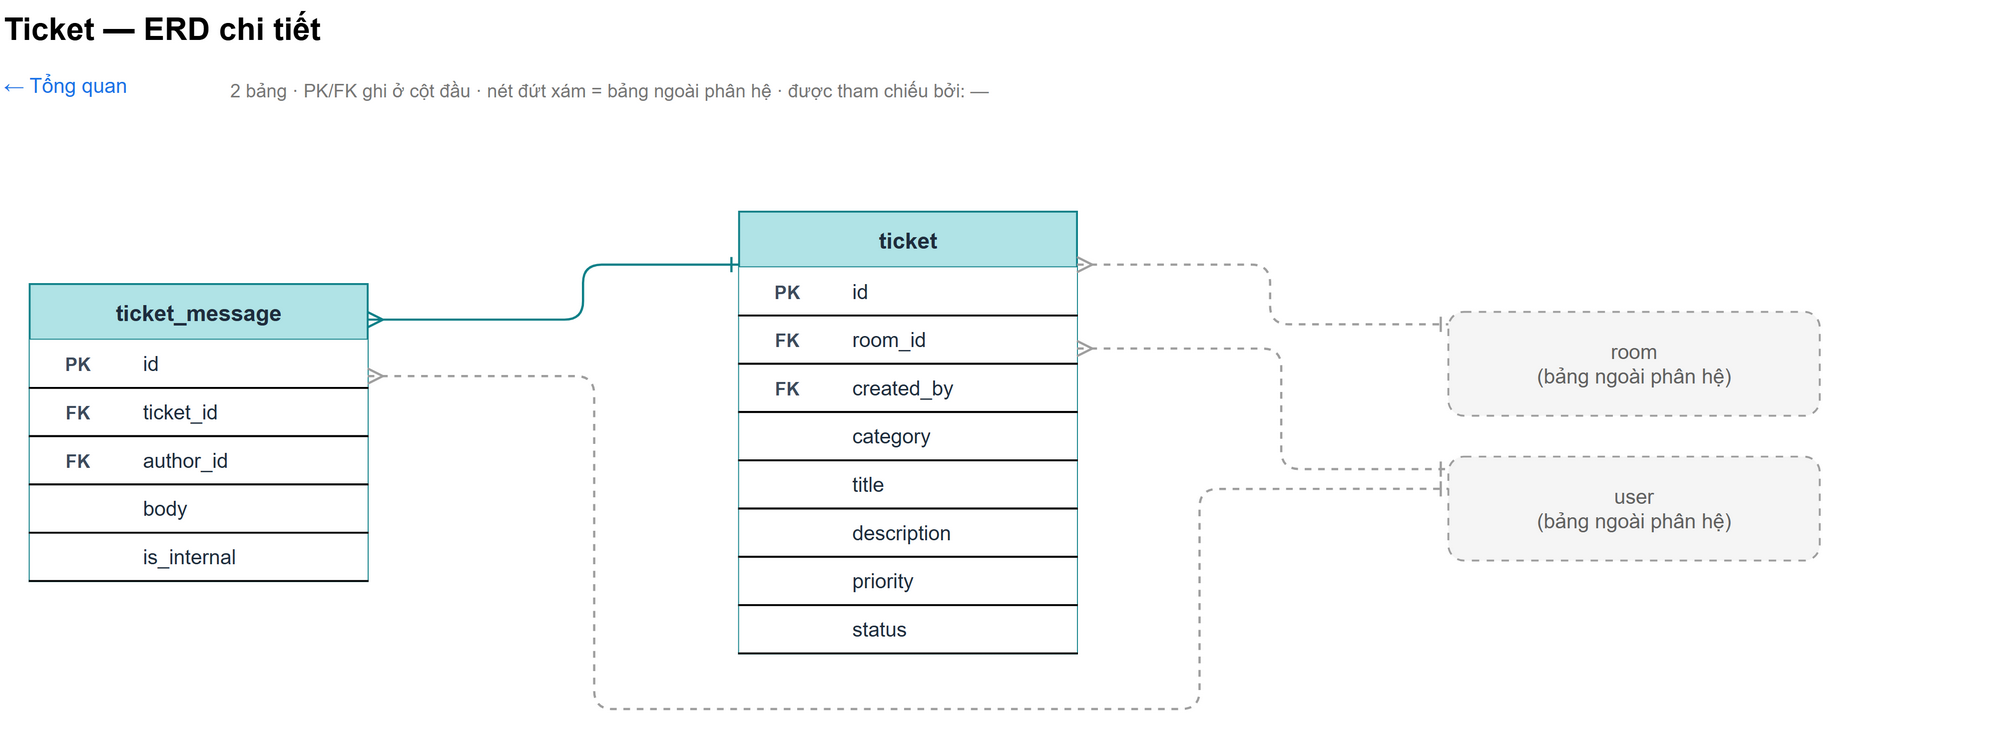 Ticket — ERD chi tiết
← Tổng quan
2 bảng · PK/FK ghi ở cột đầu · nét đứt xám = bảng ngoài phân hệ · được tham chiếu bởi: —
ticket_message
PK id
FK ticket_id
FK author_id
body
is_internal
ticket
PK id
FK room_id
FK created_by
category
title
description
priority
status
room
(bảng ngoài phân hệ)
user
(bảng ngoài phân hệ)